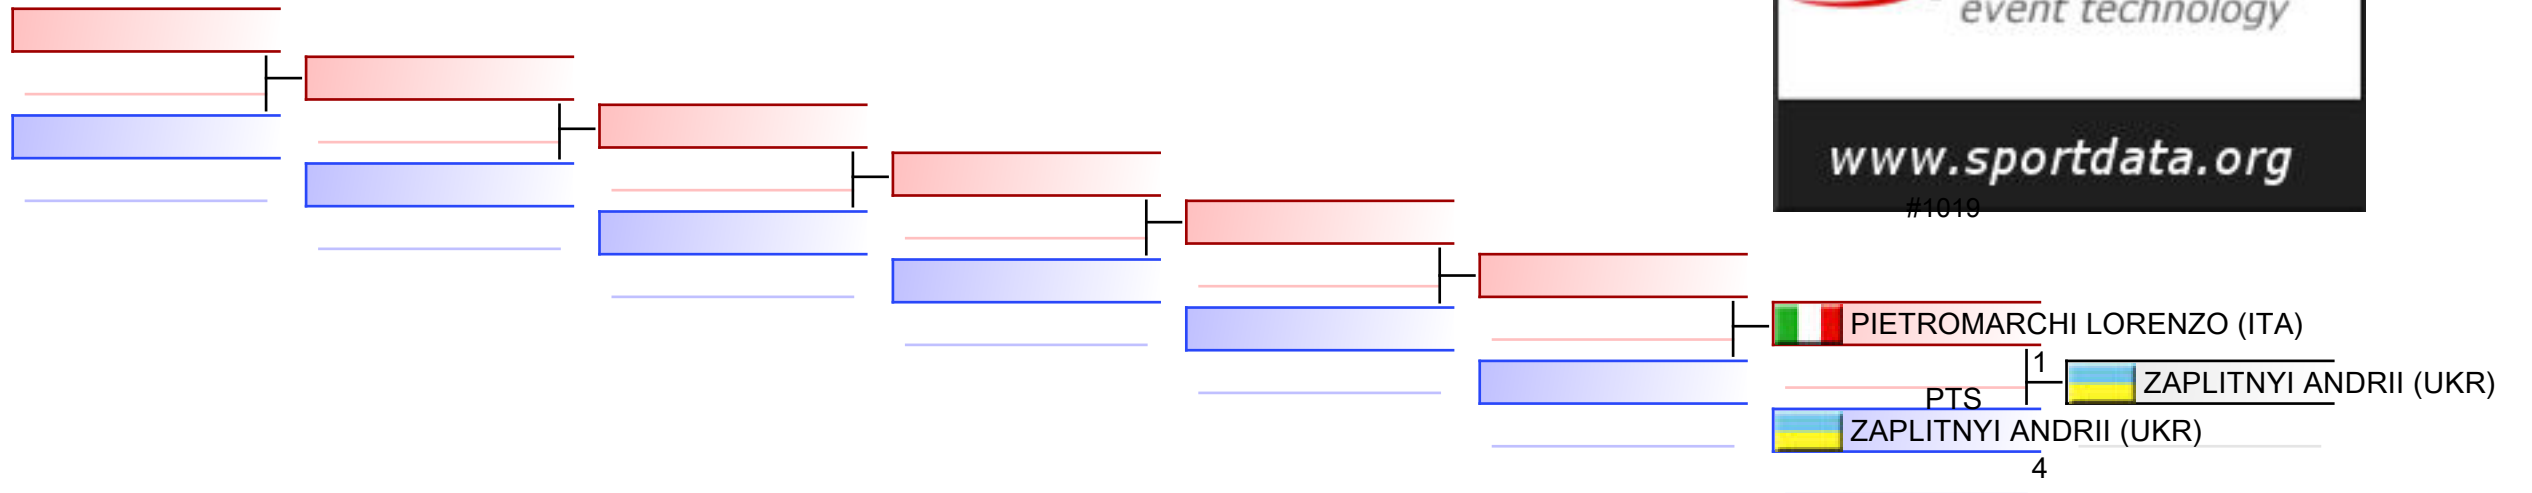 event technology
www.sportdata.org
#1019
PIETROMARCHI LORENZO (ITA)
1
ZAPLITNYI ANDRII (UKR)
PTS
ZAPLITNYI ANDRII (UKR)
4